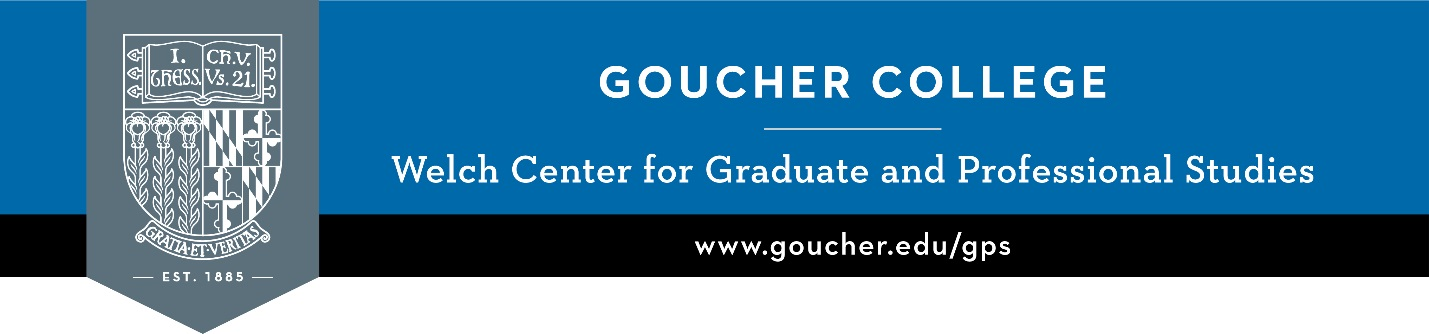 I. Ch.V.
THESS. Vs. 21.
GRATIA·ET·VERITAS
EST. 1885
GOUCHER COLLEGE
Welch Center for Graduate and Professional Studies
www.goucher.edu/gps